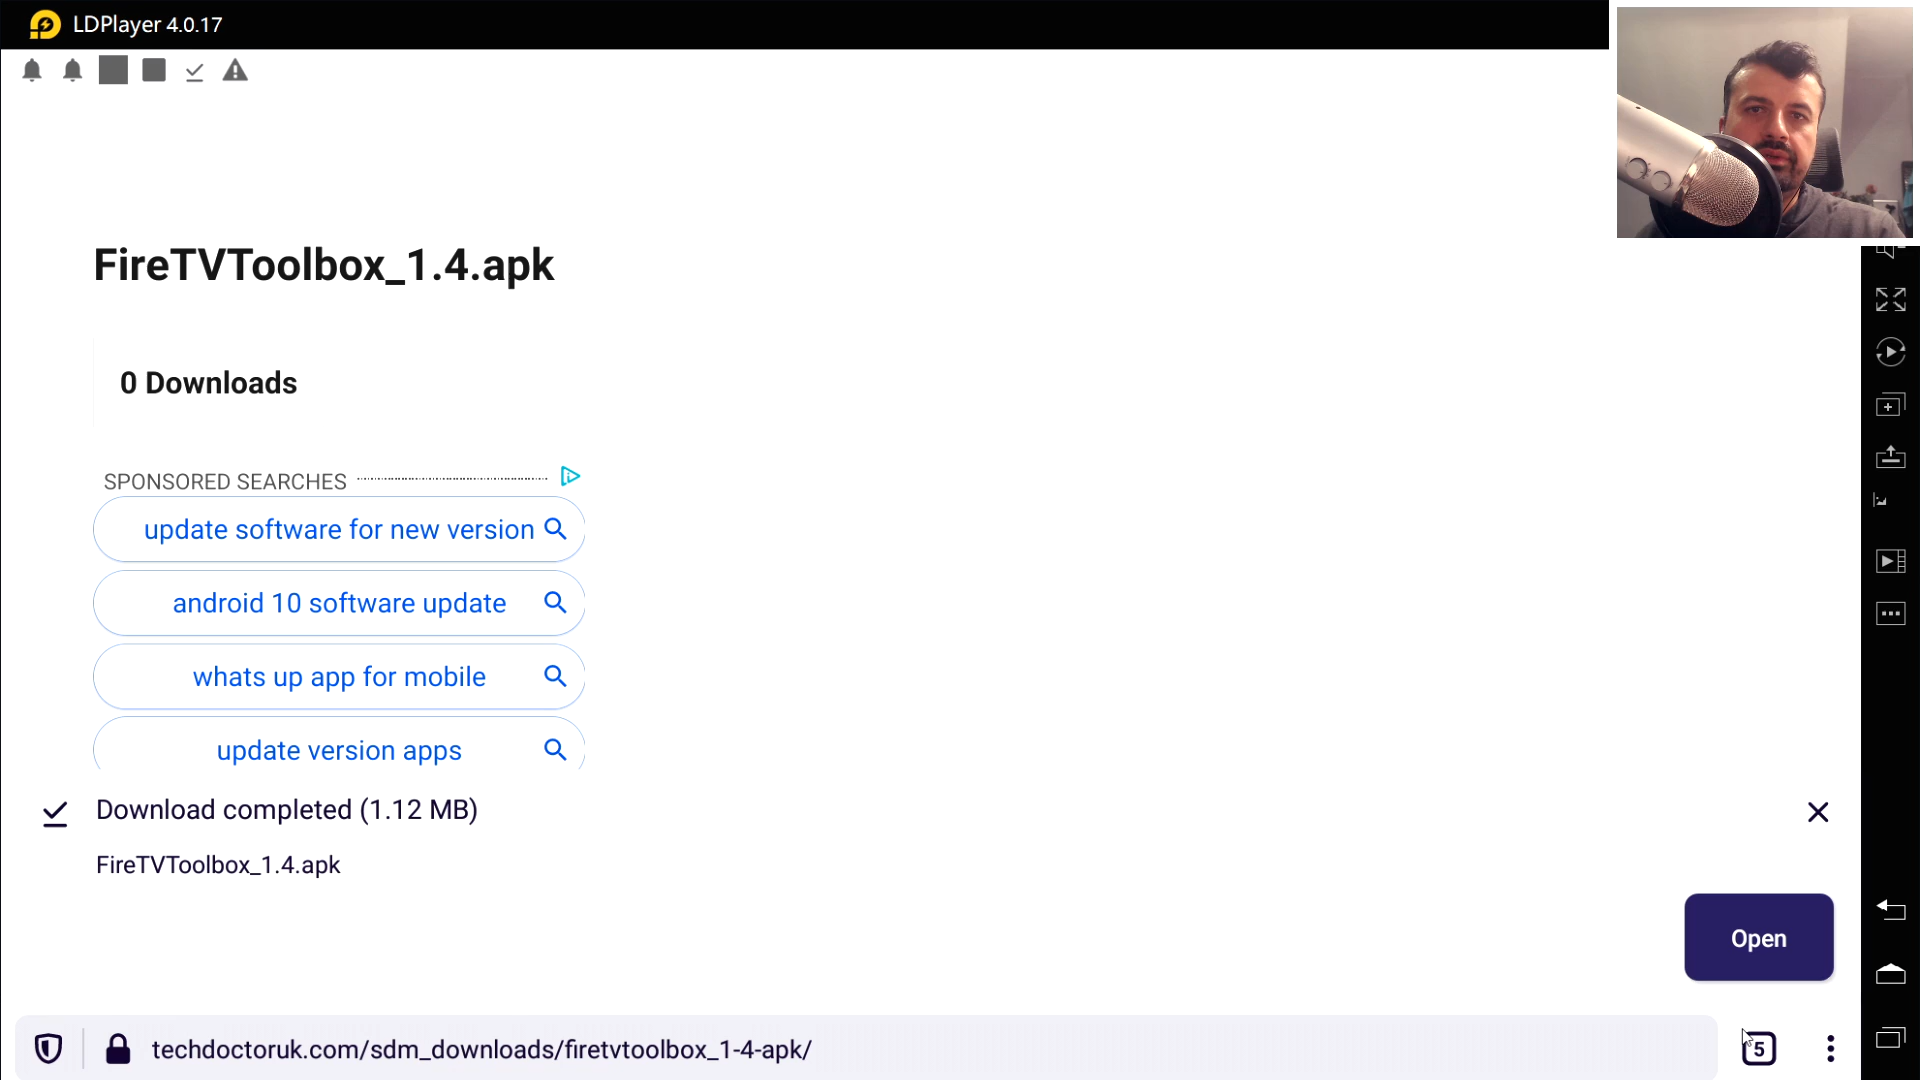 LDPlayer 4.0.17
FireTVToolbox_1.4.apk
0 Downloads
SPONSORED SEARCHES
update software for new version
android 10 software update
whats up app for mobile
update version apps
Download completed (1.12 MB)
FireTVToolbox_1.4.apk
Open
techdoctoruk.com/sdm_downloads/firetvtoolbox_1-4-apk/
5